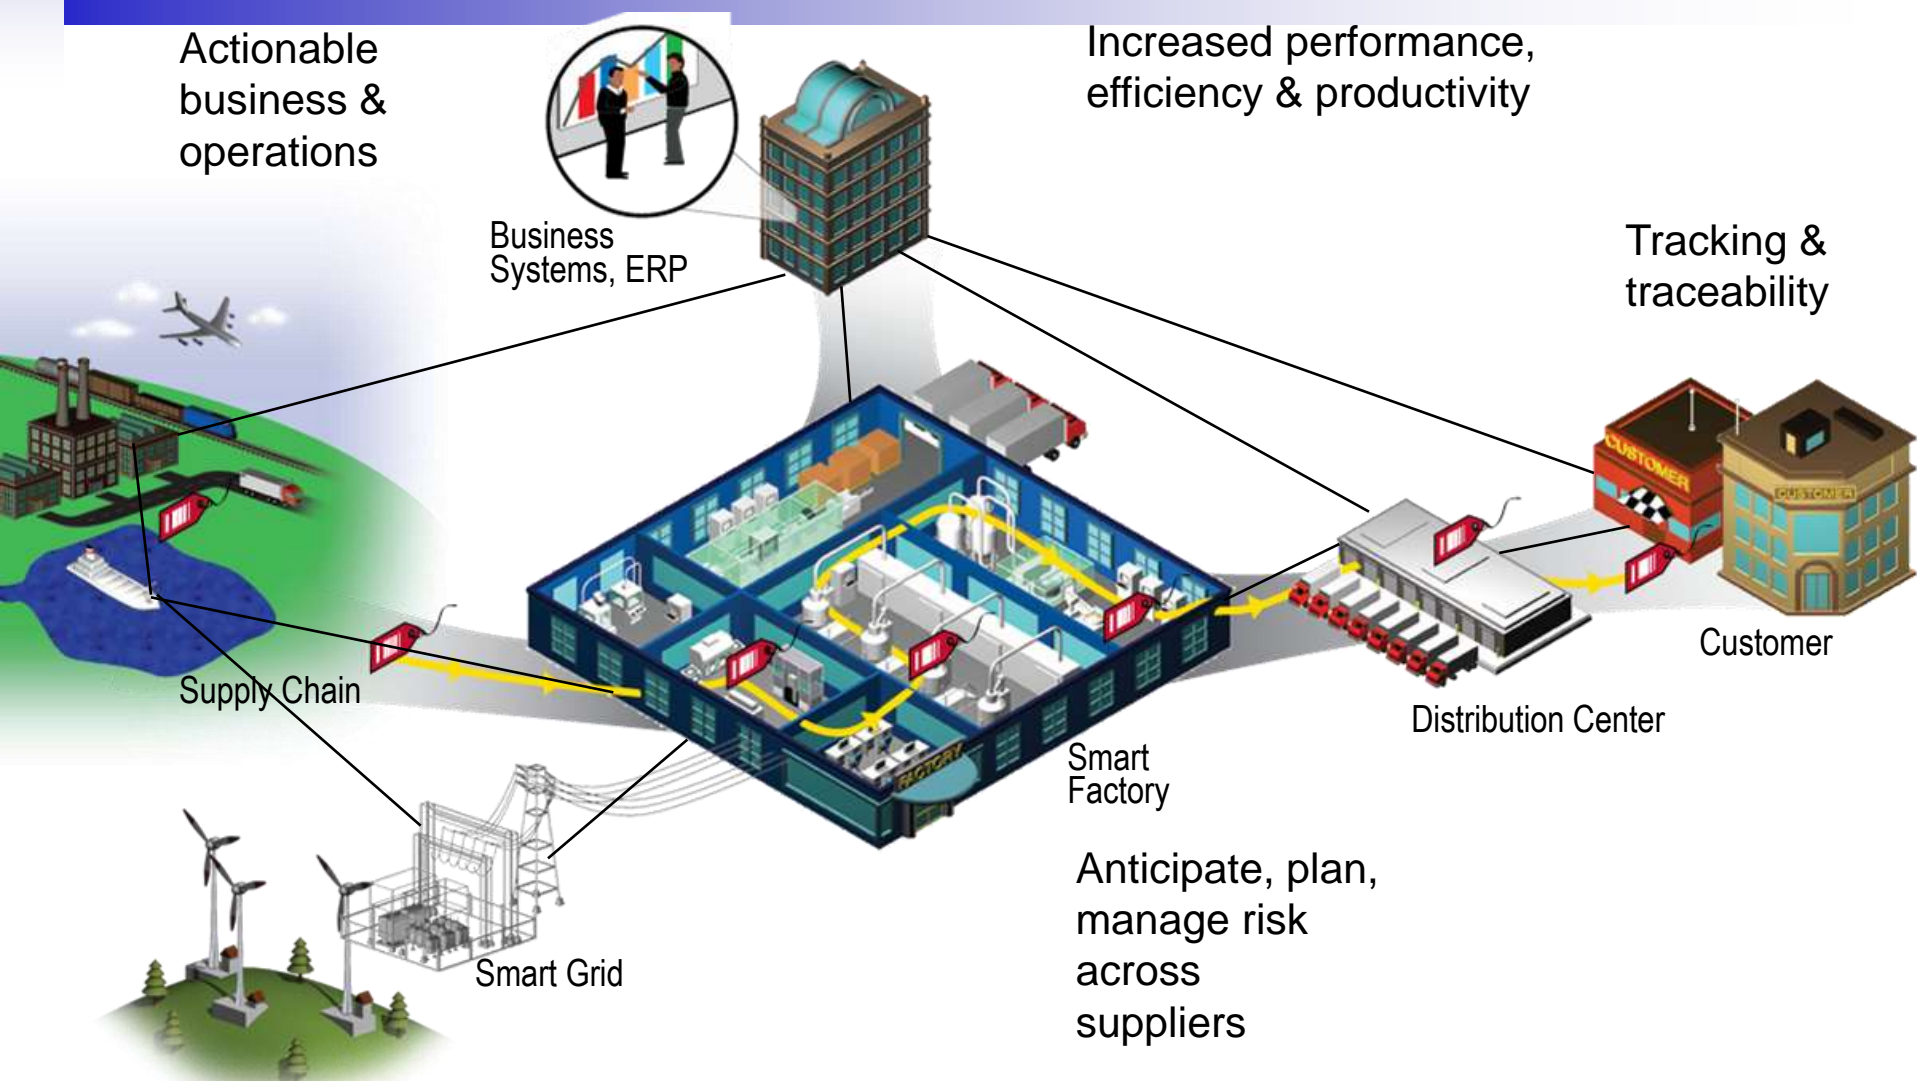 Actionable
business &
operations
Increased performance,
efficiency & productivity
Business
Systems, ERP
Tracking &
traceability
CUSTOMER
CUSTOMER
Customer
Supply Chain
Distribution Center
FACTORY
Smart
Factory
Smart Grid
Anticipate, plan,
manage risk
across
suppliers